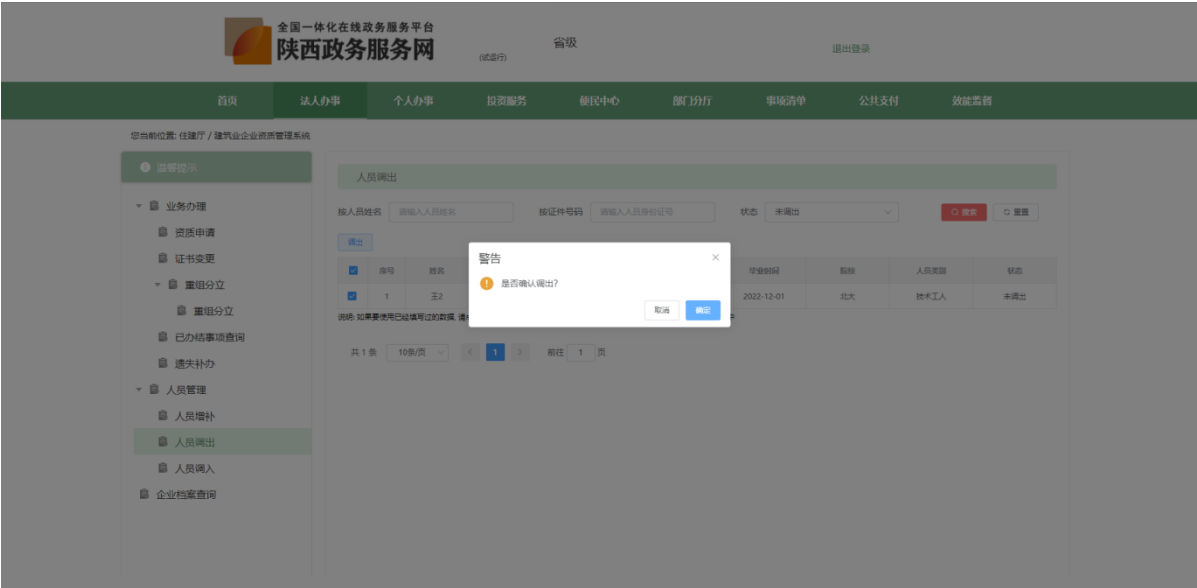 全国一体化在线政务服务平台
陕西政务服务网
(试运行)
省级
退出登录
首页 法人办事 个人办事 投资服务 便民中心 部门分厅 事项清单 公共支付 效能监督
您当前位置: 住建厅 / 建筑业企业资质管理系统
温馨提示
业务办理
资质申请
证书变更
重组分立
重组分立
已办结事项查询
遗失补办
人员管理
人员增补
人员调出
人员调入
企业档案查询
人员调出
按人员姓名 请输入人员姓名 按证件号码 请输入人员身份证号 状态 未调出 搜索 重置
调出
序号 姓名 毕业时间 院校 人员类别 状态
1 王2 2022-12-01 北大 技术工人 未调出
说明: 如果要使用已经填写过的数据, 请
共 1 条 10条/页 1 前往 1 页
警告
是否确认调出?
取消 确定